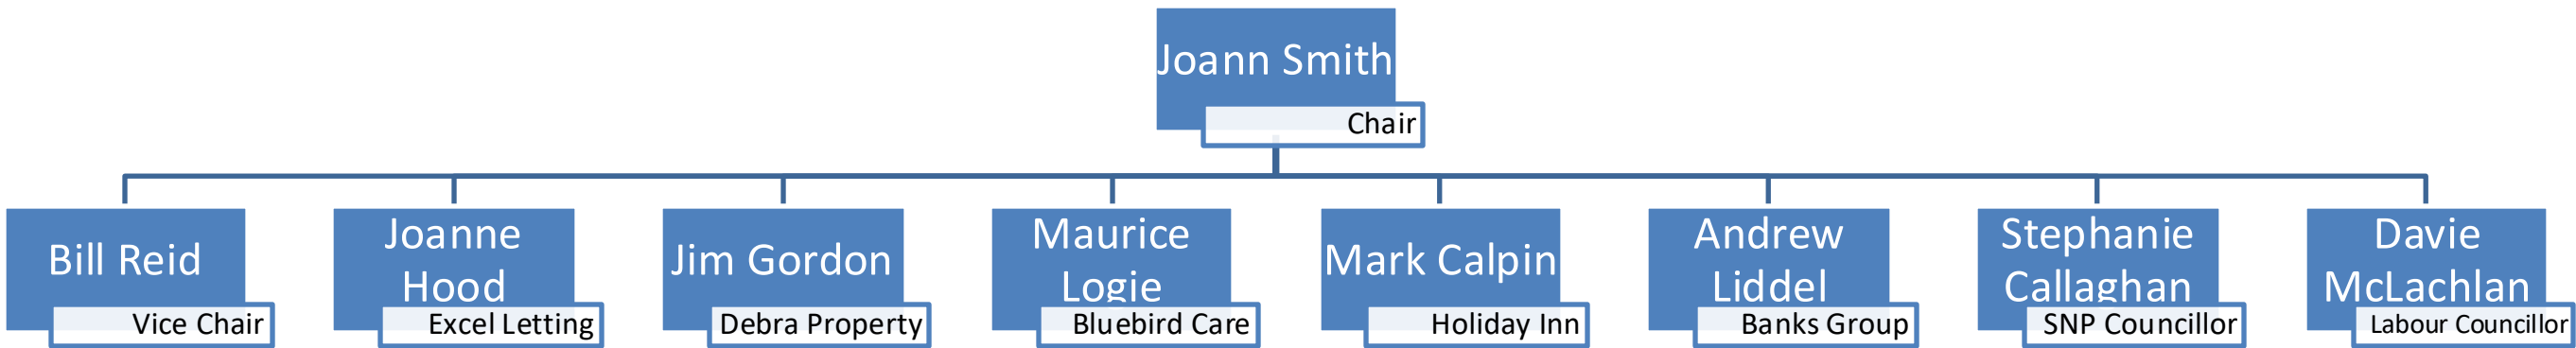 Joann Smith
Chair
Bill Reid
Vice Chair
Joanne
Hood
Excel Letting
Jim Gordon
Debra Property
Maurice
Logie
Bluebird Care
Mark Calpin
Holiday Inn
Andrew
Liddel
Banks Group
Stephanie
Callaghan
SNP Councillor
Davie
McLachlan
Labour Councillor